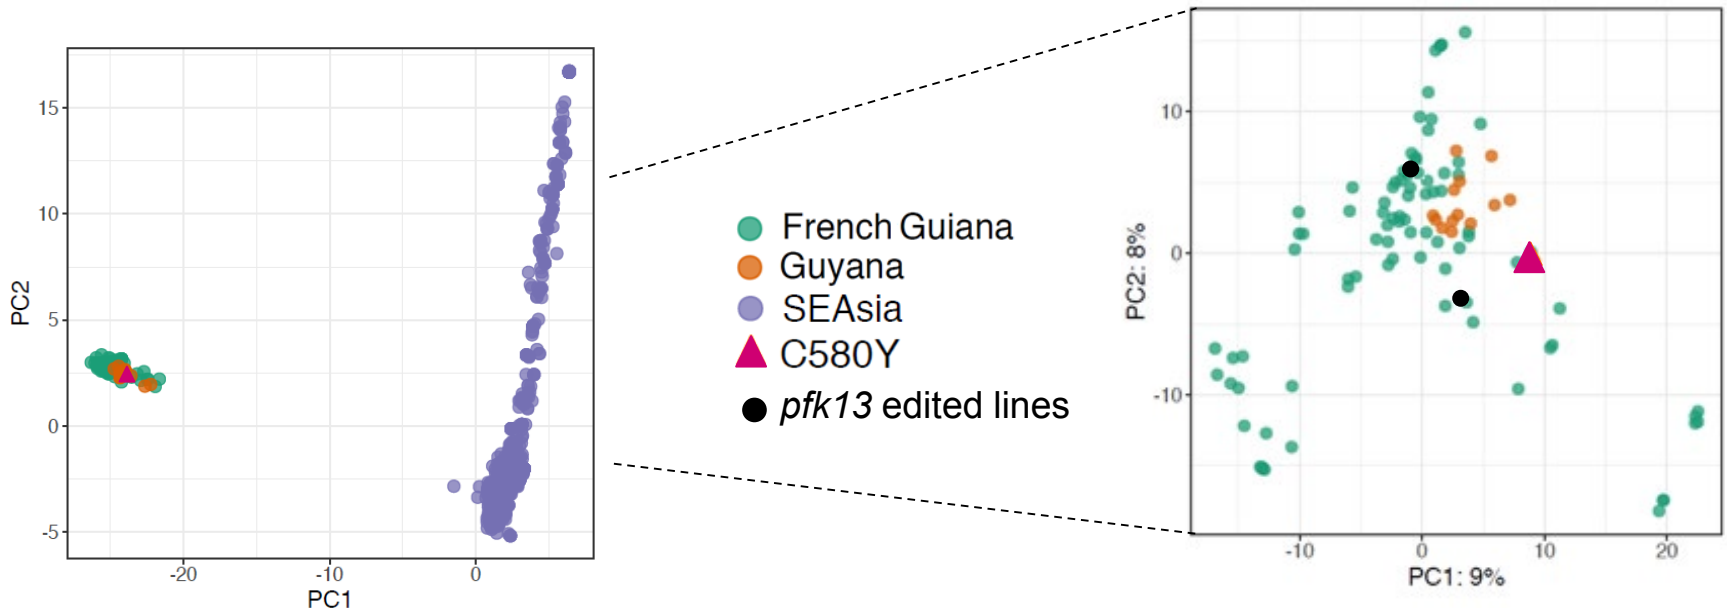 15
10
5
0
-5
PC2
-20
-10
0
PC1
French Guiana
Guyana
SEAsia
C580Y
pfk13 edited lines
10
0
-10
PC2: 8%
-10
0
10
20
PC1: 9%